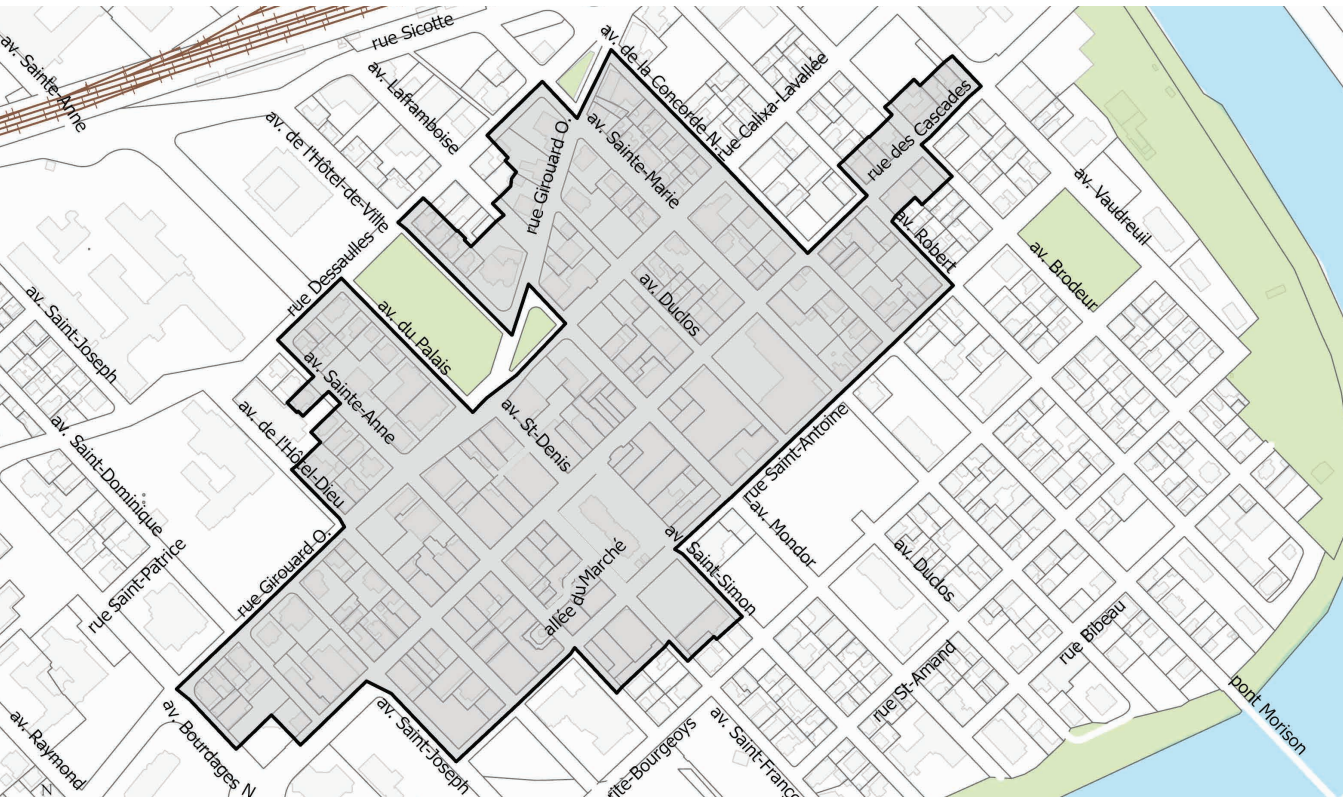 rue Sicotte
av. de la Concorde N.
av. Sainte-Anne
av. Laframboise
rue Calixa-Lavallée
rue des Cascades
av. de l'Hôtel-de-Ville
rue Girouard O.
av. Sainte-Marie
av. Vaudreuil
av. Robert
av. Brodeur
rue Dessaulles
av. Duclos
av. Saint-Joseph
av. du Palais
av. Sainte-Anne
av. de l'Hôtel-Dieu
av. St-Denis
rue Saint-Antoine
av. Saint-Dominique
av. Mondor
av. Saint-Simon
av. Duclos
rue Saint-Patrice
rue Girouard O.
allée du Marché
rue Bibeau
rue St-Amand
pont Morison
av. Raymond
av. Bourdages N
av. Saint-Joseph
rite-Bourgeoys
av. Saint-Franço
N